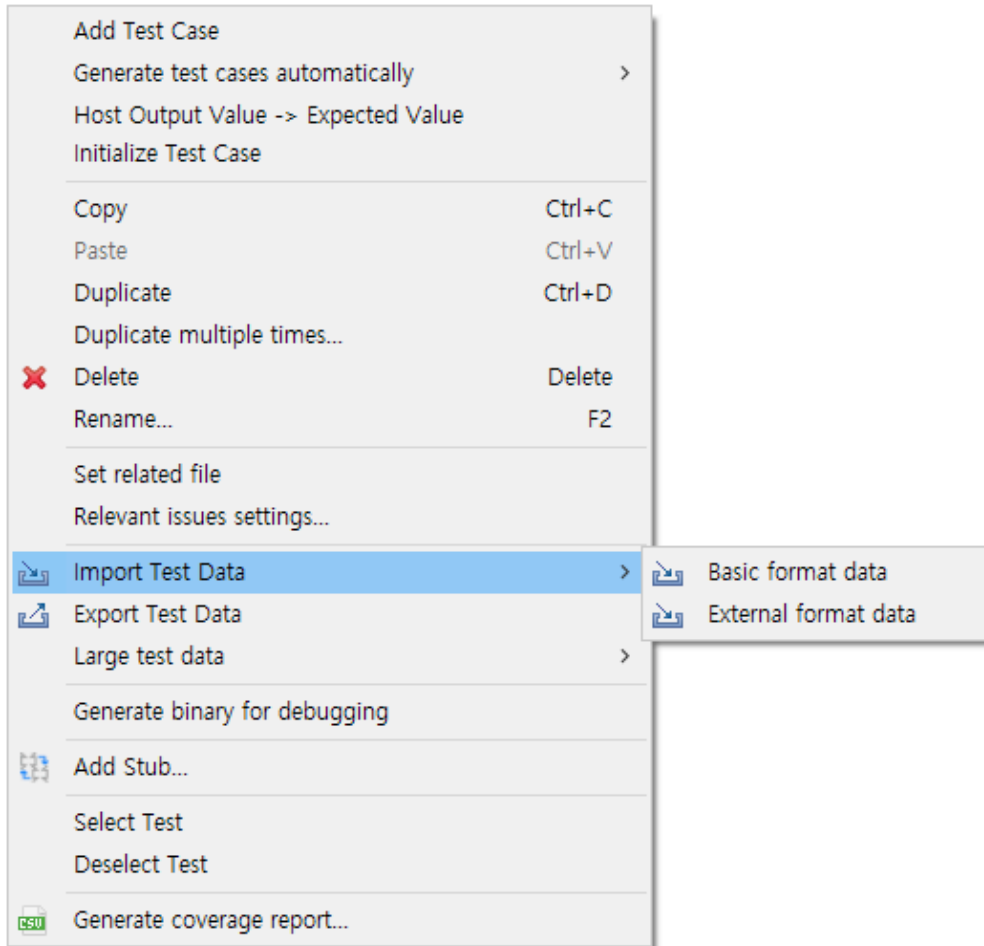 Add Test Case
Generate test cases automatically >
Host Output Value -> Expected Value
Initialize Test Case
Copy Ctrl+C
Paste Ctrl+V
Duplicate Ctrl+D
Duplicate multiple times...
Delete Delete
Rename... F2
Set related file
Relevant issues settings...
Import Test Data >
Basic format data
External format data
Export Test Data
Large test data >
Generate binary for debugging
Add Stub...
Select Test
Deselect Test
CSV Generate coverage report...